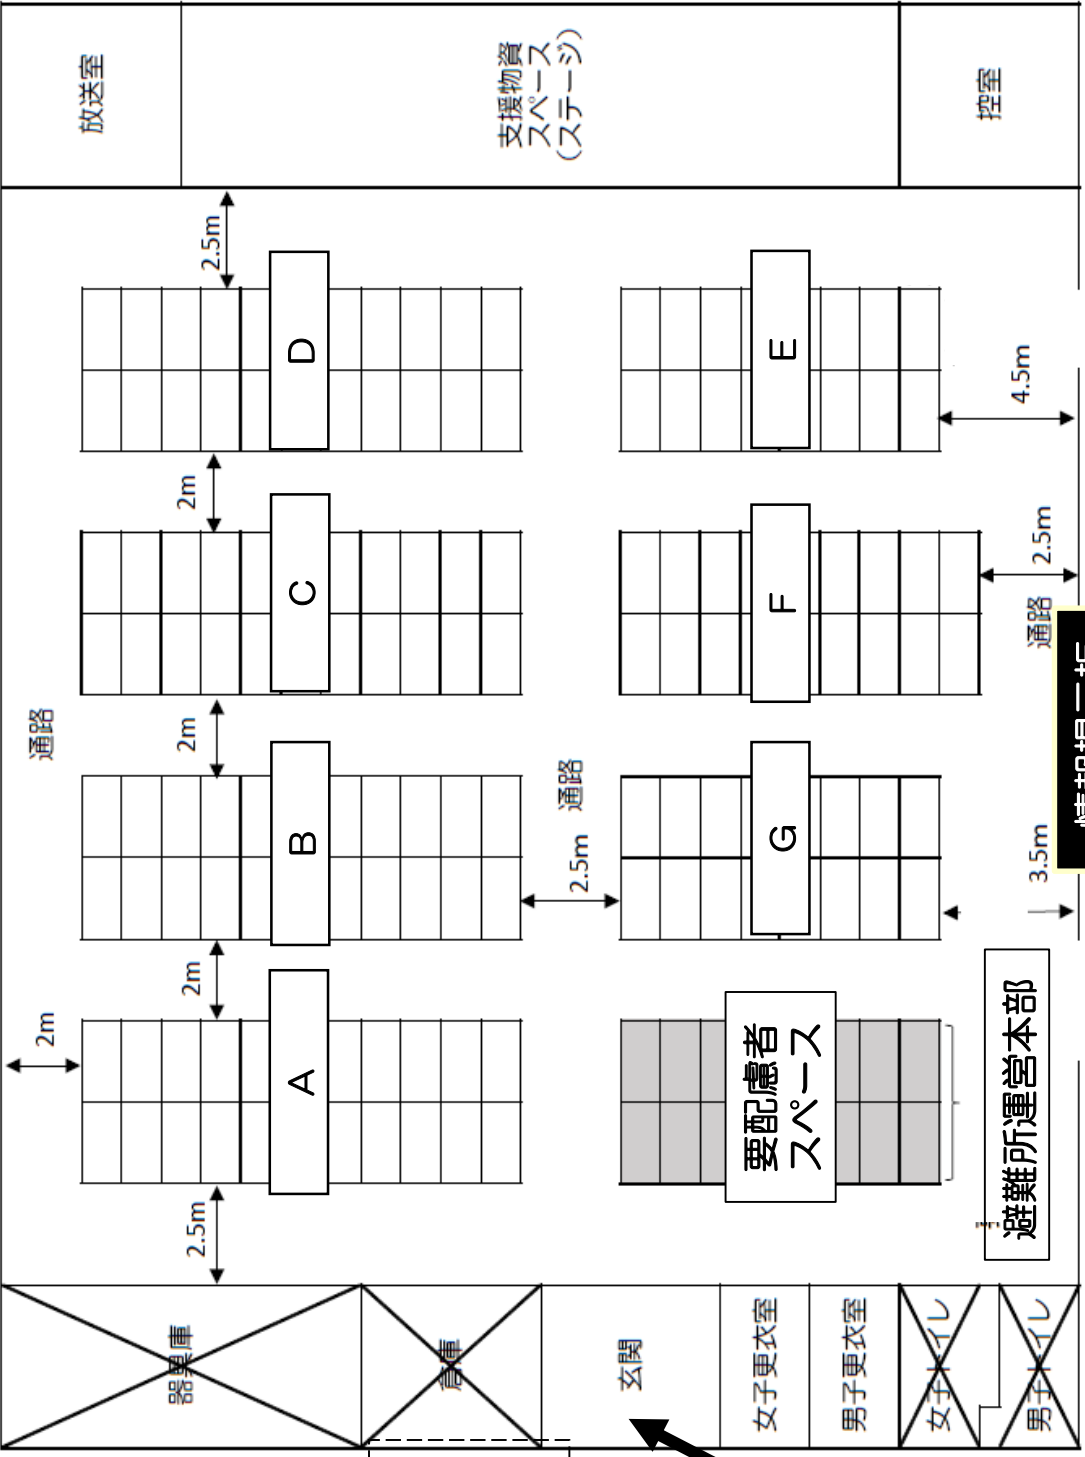 放送室
支援物資
スペース
(ステージ)
控室
2.5m
D
E
4.5m
2m
C
F
2.5m
通路
通路
2m
B
通路
2.5m
G
3.5m
2m
2m
A
要配慮者
スペース
避難所運営本部
2.5m
器具庫
倉庫
玄関
女子更衣室
男子更衣室
女子トイレ
男子トイレ